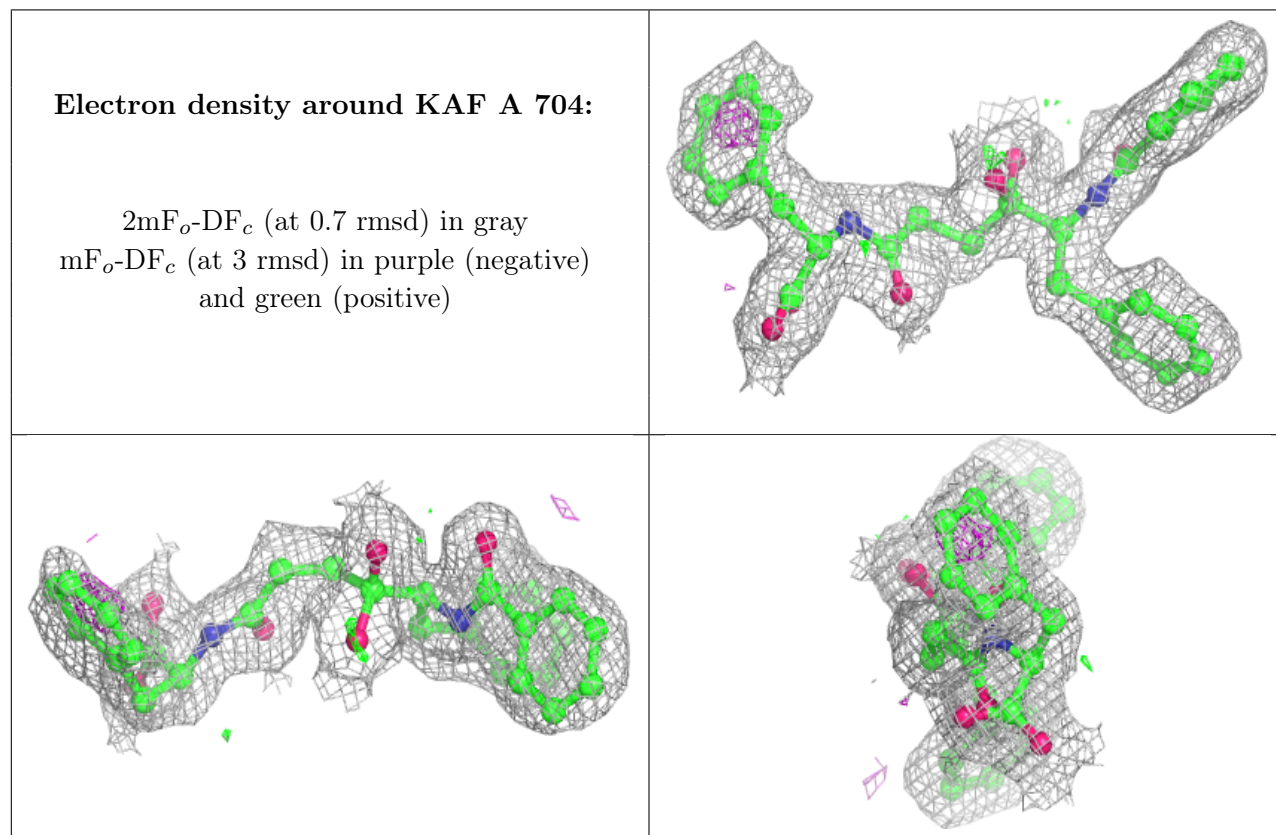 Electron density around KAF A 704:
2mFo-DFc (at 0.7 rmsd) in gray
mFo-DFc (at 3 rmsd) in purple (negative)
and green (positive)